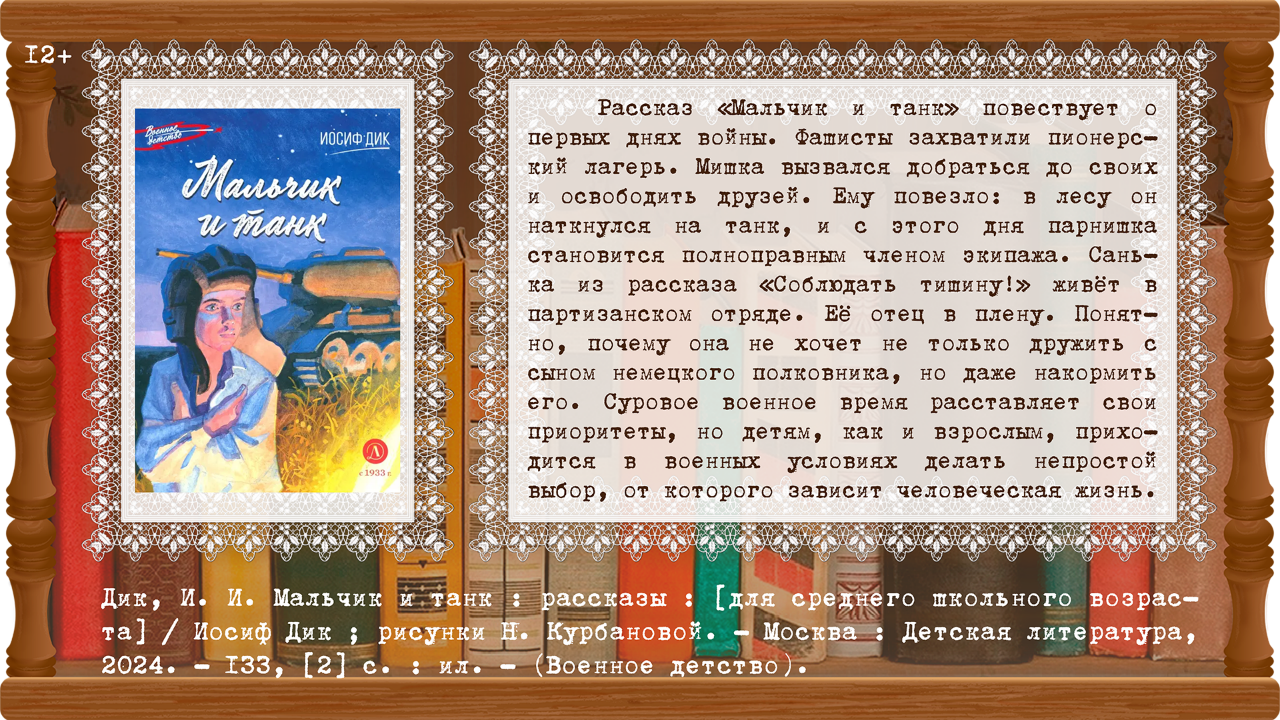 12+
Военное
детство
ИОСИФ ДИК
Мальчик
и танк
с 1933 г.
Рассказ «Мальчик и танк» повествует о
первых днях войны. Фашисты захватили пионерс-
кий лагерь. Мишка вызвался добраться до своих
и освободить друзей. Ему повезло: в лесу он
наткнулся на танк, и с этого дня парнишка
становится полноправным членом экипажа. Сань-
ка из рассказа «Соблюдать тишину!» живёт в
партизанском отряде. Её отец в плену. Понят-
но, почему она не хочет не только дружить с
сыном немецкого полковника, но даже накормить
его. Суровое военное время расставляет свои
приоритеты, но детям, как и взрослым, прихо-
дится в военных условиях делать непростой
выбор, от которого зависит человеческая жизнь.
Дик, И. И. Мальчик и танк : рассказы : [для среднего школьного возрас-
та] / Иосиф Дик ; рисунки Н. Курбановой. – Москва : Детская литература,
2024. – 133, [2] с. : ил. – (Военное детство).